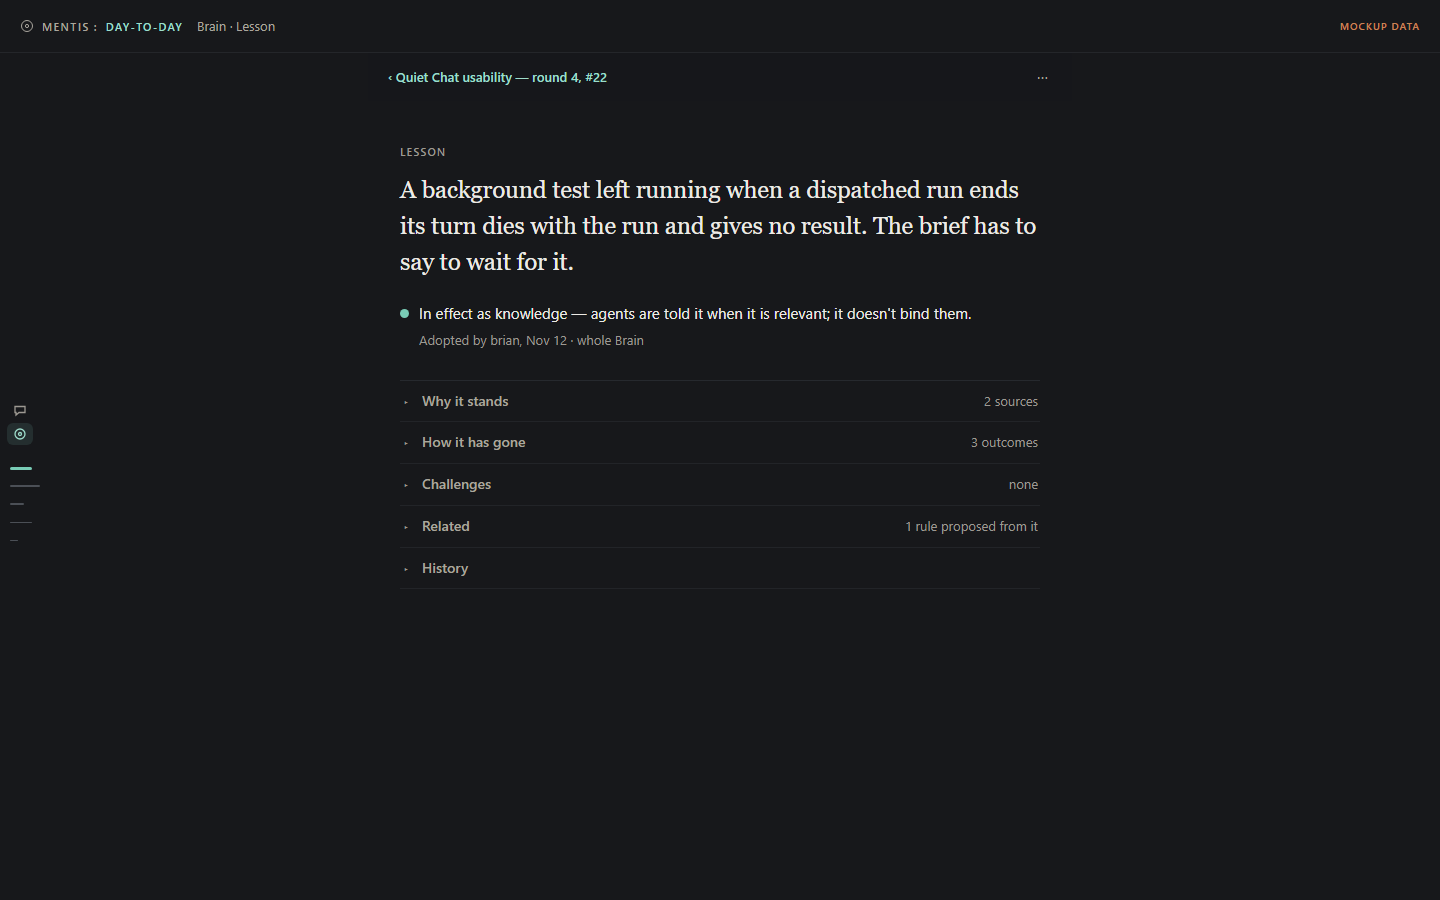 MENTIS : DAY-TO-DAY Brain · Lesson
MOCKUP DATA
‹ Quiet Chat usability — round 4, #22
···
LESSON
A background test left running when a dispatched run ends
its turn dies with the run and gives no result. The brief has to
say to wait for it.
In effect as knowledge — agents are told it when it is relevant; it doesn't bind them.
Adopted by brian, Nov 12 · whole Brain
Why it stands 2 sources
How it has gone 3 outcomes
Challenges none
Related 1 rule proposed from it
History